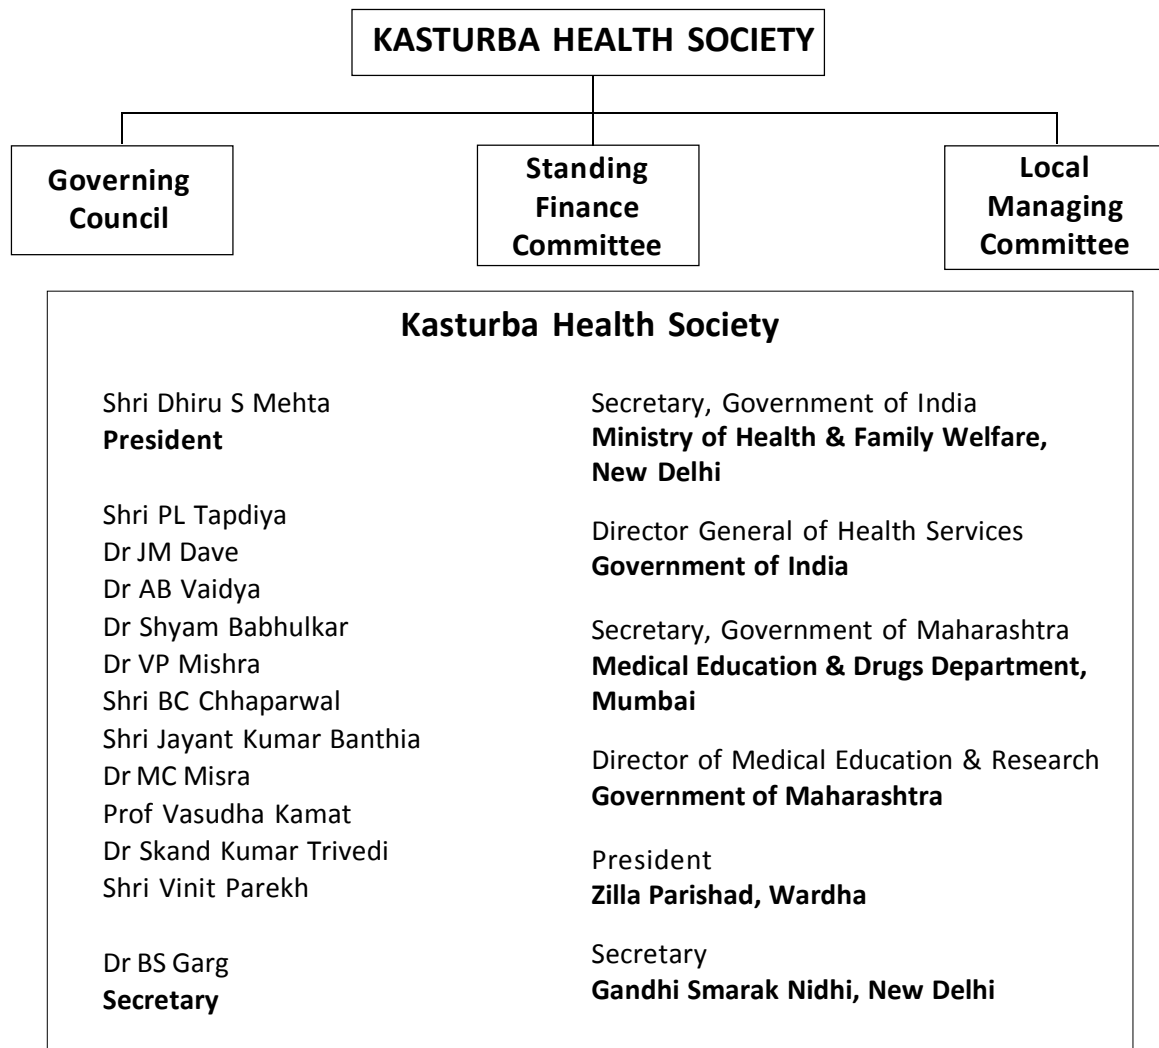 KASTURBA HEALTH SOCIETY
Governing
Council
Standing
Finance
Committee
Local
Managing
Committee
Kasturba Health Society
Shri Dhiru S Mehta
President
Shri PL Tapdiya
Dr JM Dave
Dr AB Vaidya
Dr Shyam Babhulkar
Dr VP Mishra
Shri BC Chhaparwal
Shri Jayant Kumar Banthia
Dr MC Misra
Prof Vasudha Kamat
Dr Skand Kumar Trivedi
Shri Vinit Parekh
Dr BS Garg
Secretary
Secretary, Government of India
Ministry of Health & Family Welfare,
New Delhi
Director General of Health Services
Government of India
Secretary, Government of Maharashtra
Medical Education & Drugs Department,
Mumbai
Director of Medical Education & Research
Government of Maharashtra
President
Zilla Parishad, Wardha
Secretary
Gandhi Smarak Nidhi, New Delhi